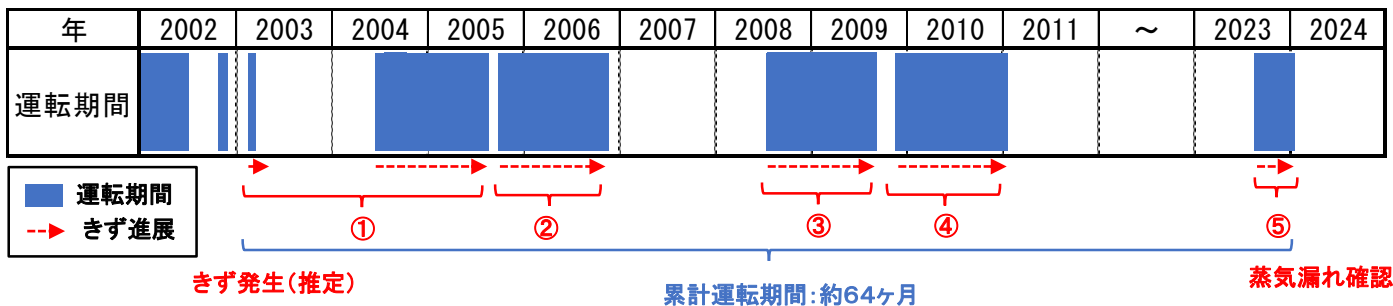 年 2002 2003 2004 2005 2006 2007 2008 2009 2010 2011 ～ 2023 2024
運転期間
運転期間
きず進展
① ② ③ ④ ⑤
きず発生(推定)
累計運転期間:約64ヶ月
蒸気漏れ確認